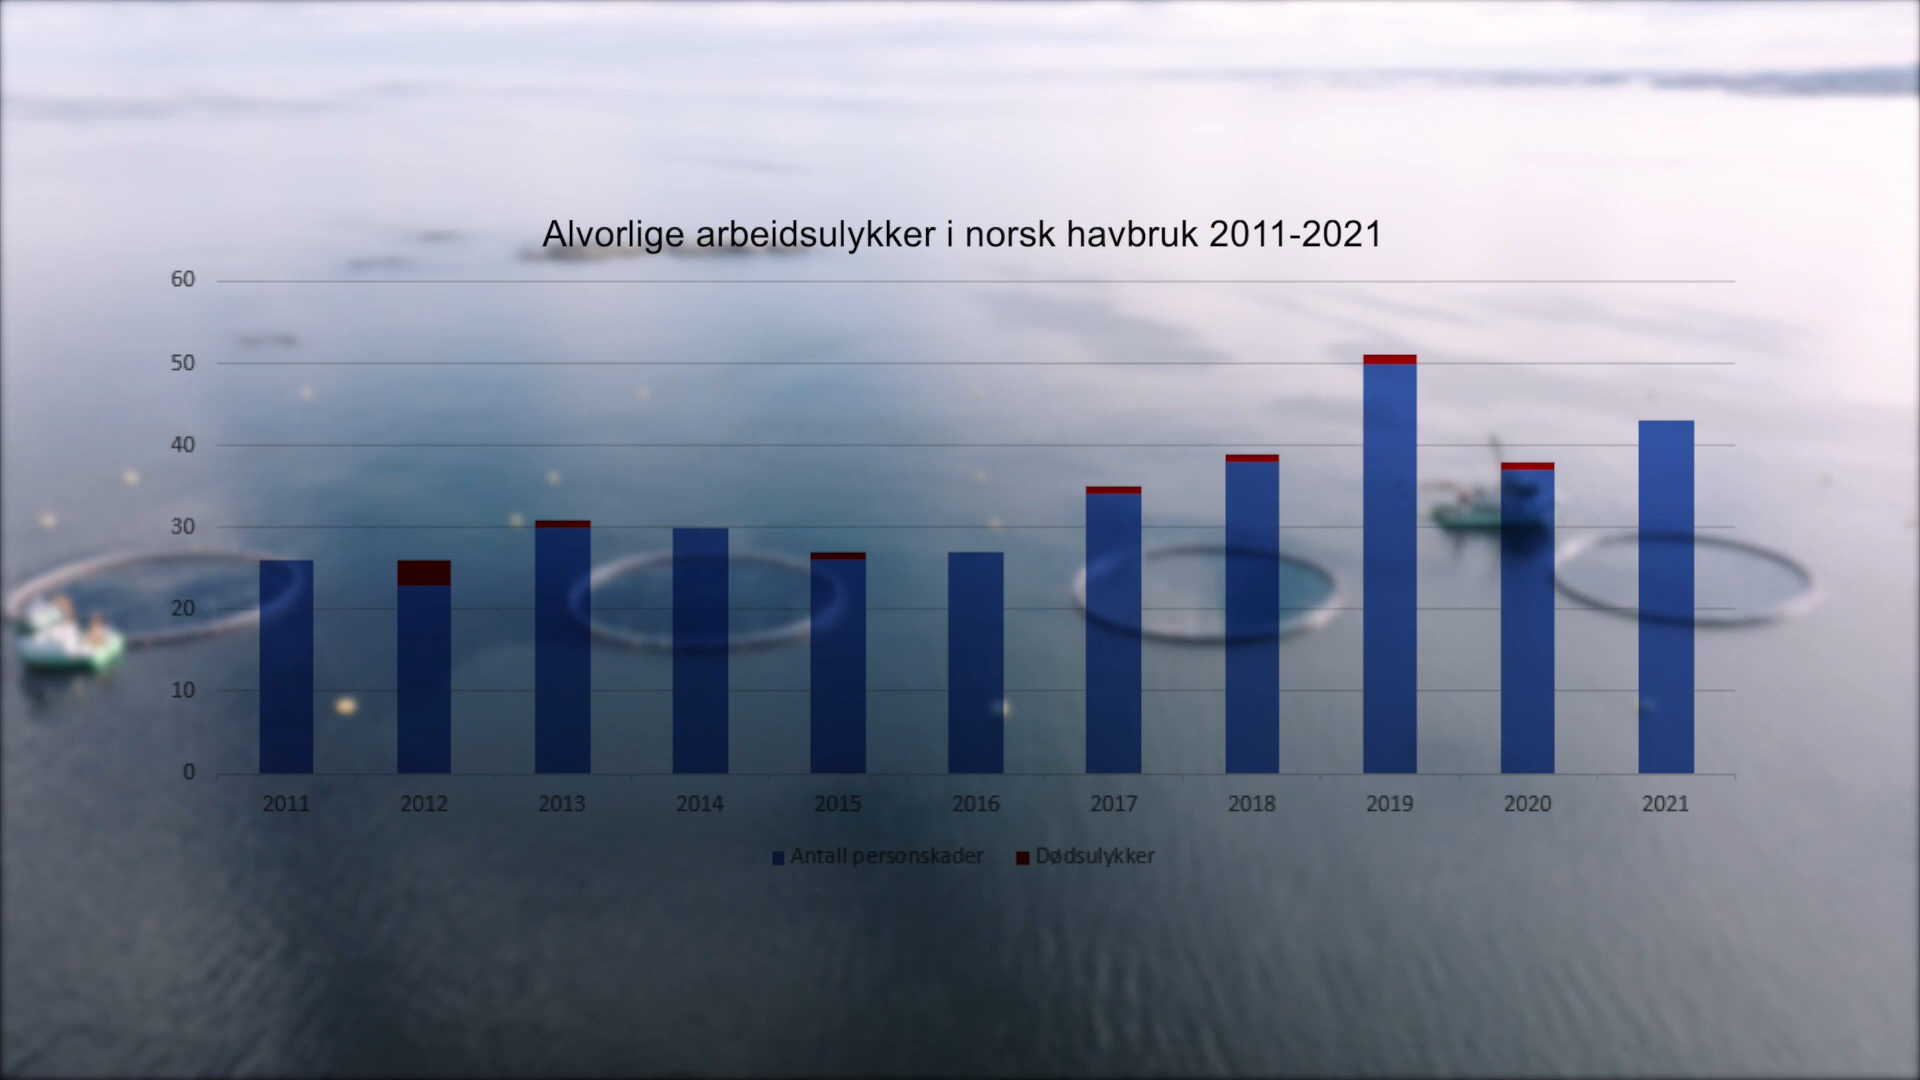 Alvorlige arbeidsulykker i norsk havbruk 2011-2021
60
50
40
30
20
10
0
2011 2012 2013 2014 2015 2016 2017 2018 2019 2020 2021
Antall personskader Dødsulykker